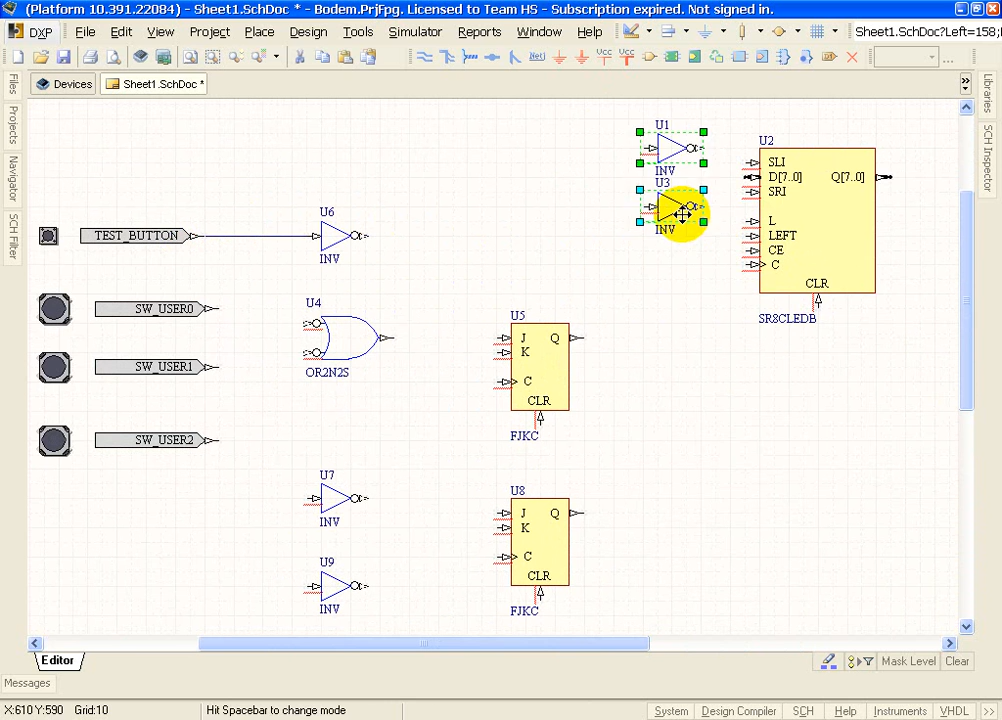 (Platform 10.391.22084) - Sheet1.SchDoc * - Bodem.PrjFpg. Licensed to Team HS - Subscription expired. Not signed in.
DXP File Edit View Project Place Design Tools Simulator Reports Window Help Sheet1.SchDoc?Left=158;
Net Vcc
Devices Sheet1.SchDoc *
Files
Projects
Navigator
SCH Filter
Libraries
SCH Inspector
U1
INV
U3
INV
U2
SLI
D[7..0] Q[7..0]
SRI
L
LEFT
CE
C
CLR
SR8CLEDB
TEST_BUTTON
U6
INV
SW_USER0
U4
OR2N2S
SW_USER1
SW_USER2
U5
J Q
K
C
CLR
FJKC
U7
INV
U8
J Q
K
C
CLR
FJKC
U9
INV
Editor
Mask Level Clear
Messages
X:610 Y:590 Grid:10 Hit Spacebar to change mode System Design Compiler SCH Help Instruments VHDL >>